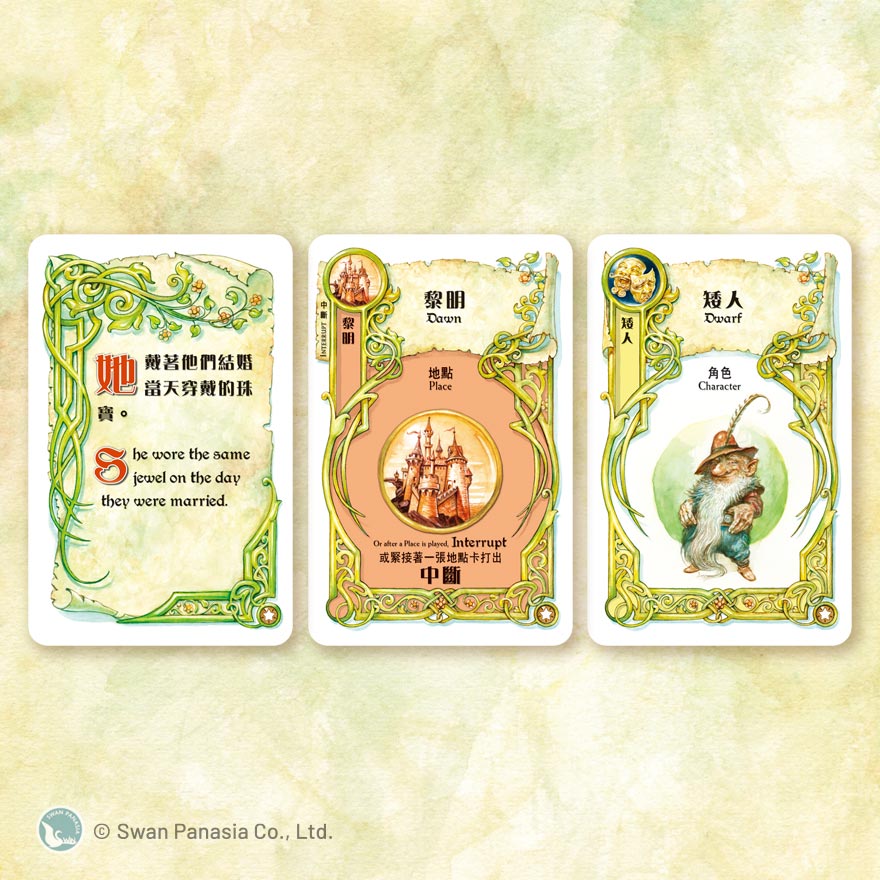 她戴著他們結婚
當天穿戴的珠
寶。
She wore the same
jewel on the day
they were married.
中斷 INTERRUPT
黎明
黎明
Dawn
地點
Place
Or after a Place is played, Interrupt
或緊接著一張地點卡打出
中斷
矮人
矮人
Dwarf
角色
Character
SWAN PANASIA
© Swan Panasia Co., Ltd.